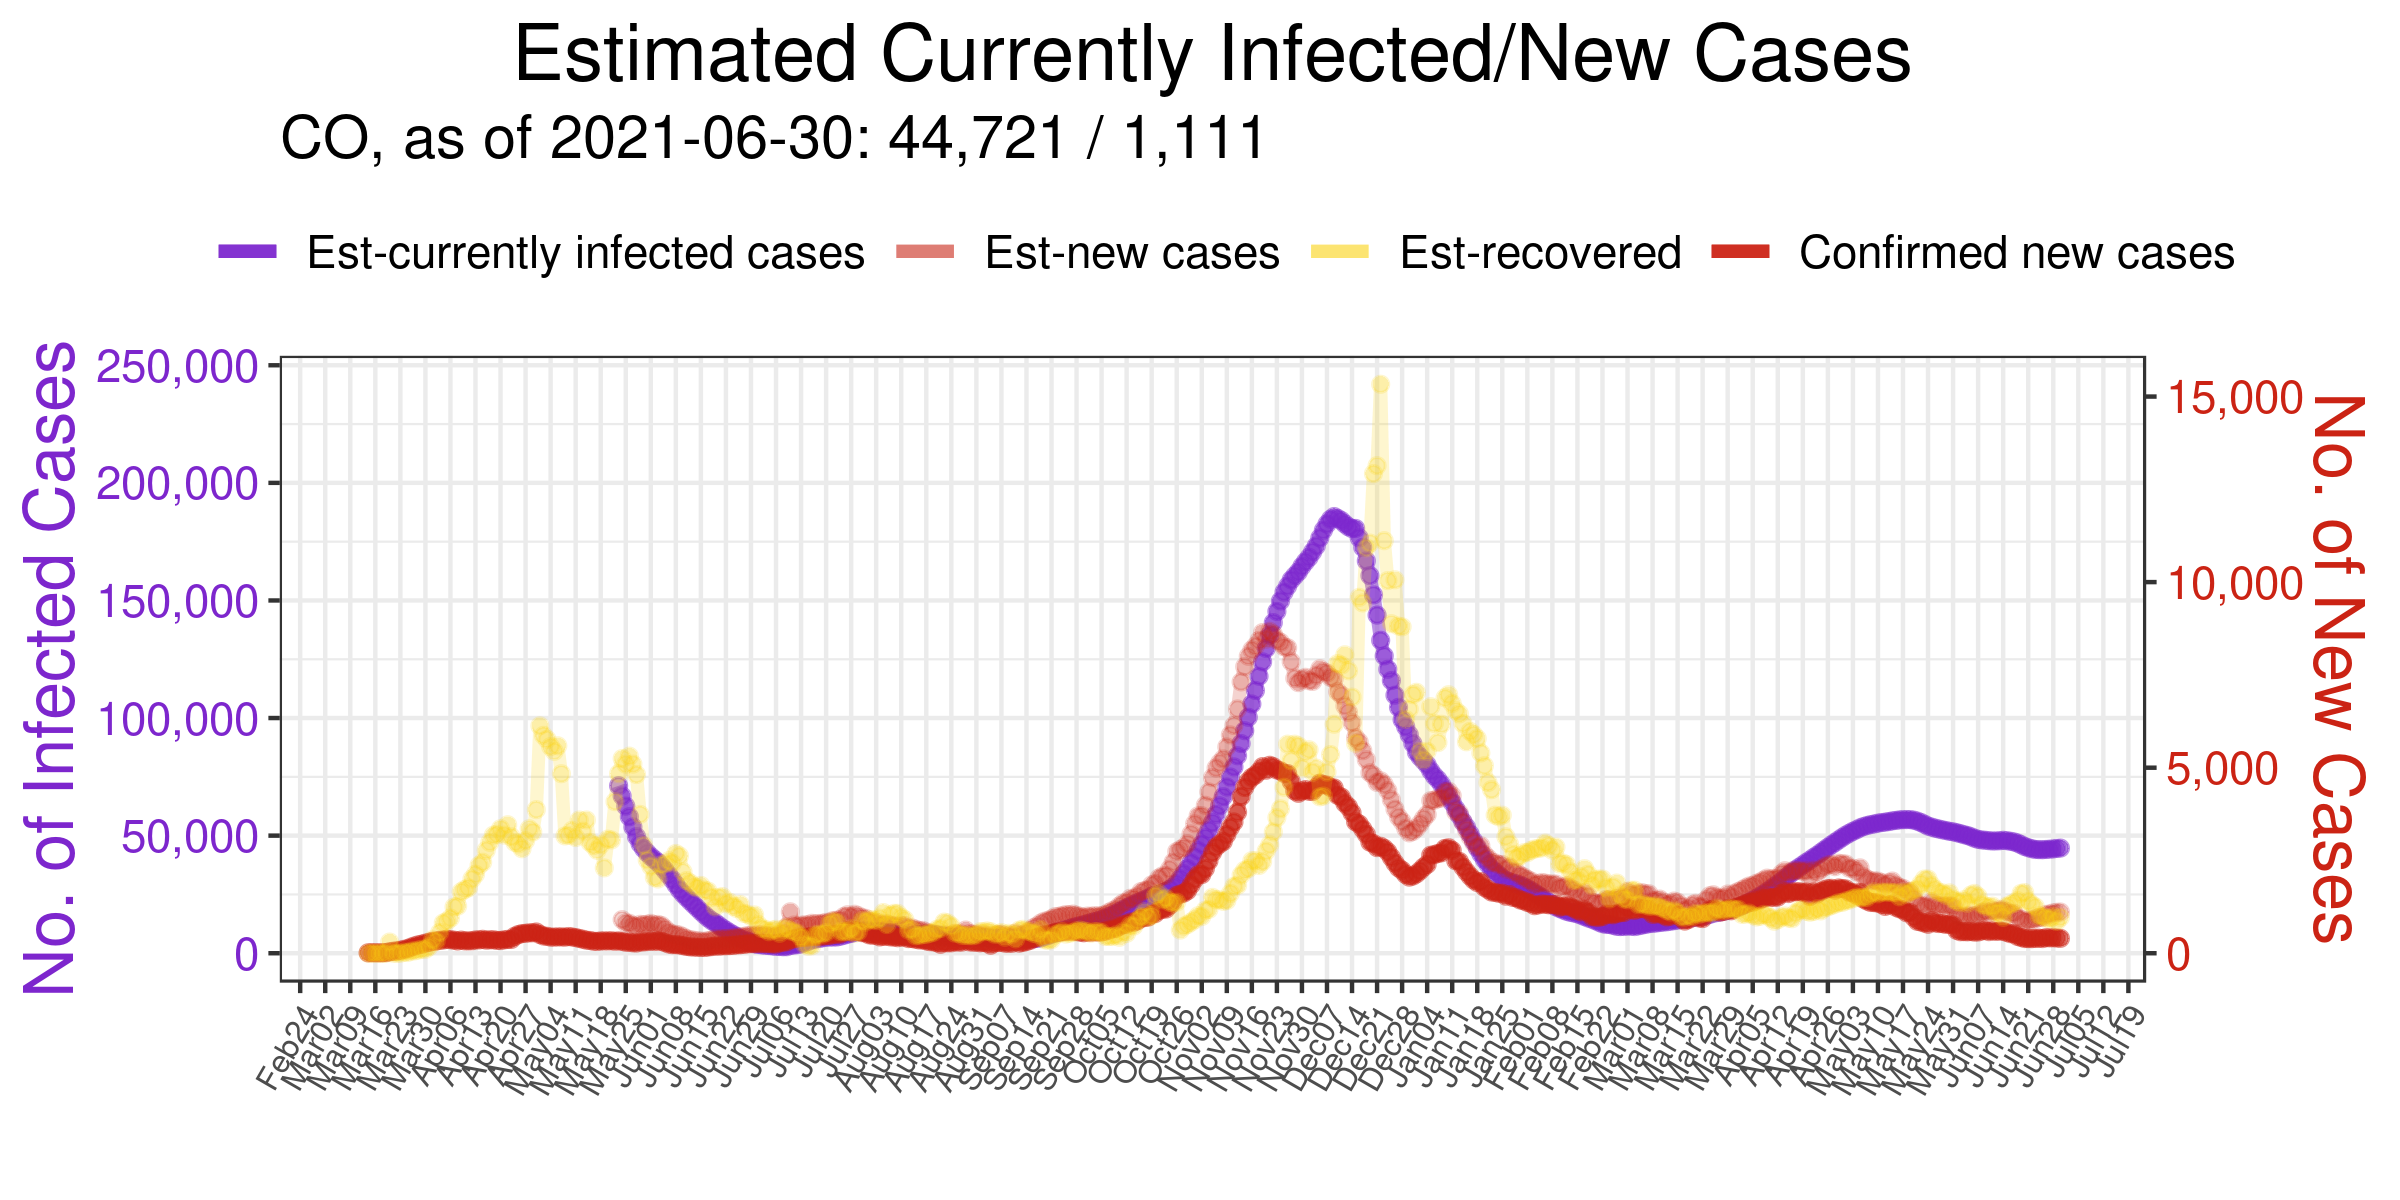 Estimated Currently Infected/New Cases
CO, as of 2021-06-30: 44,721 / 1,111
Est-currently infected cases
Est-new cases
Est-recovered
Confirmed new cases
No. of Infected Cases
250,000
200,000
150,000
100,000
50,000
0
15,000
10,000
5,000
0
No. of New Cases
Feb24
Mar02
Mar09
Mar16
Mar23
Mar30
Apr06
Apr13
Apr20
Apr27
May04
May11
May18
May25
Jun01
Jun08
Jun15
Jun22
Jun29
Jul06
Jul13
Jul20
Jul27
Aug03
Aug10
Aug17
Aug24
Aug31
Sep07
Sep14
Sep21
Sep28
Oct05
Oct12
Oct19
Oct26
Nov02
Nov09
Nov16
Nov23
Nov30
Dec07
Dec14
Dec21
Dec28
Jan04
Jan11
Jan18
Jan25
Feb01
Feb08
Feb15
Feb22
Mar01
Mar08
Mar15
Mar22
Mar29
Apr05
Apr12
Apr19
Apr26
May03
May10
May17
May24
May31
Jun07
Jun14
Jun21
Jun28
Jul05
Jul12
Jul19